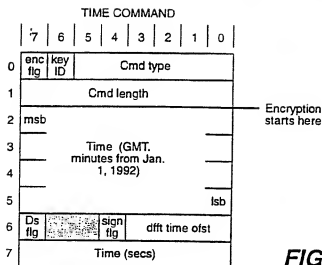 TIME COMMAND
7 6 5 4 3 2 1 0
0 enc flg key ID Cmd type
1 Cmd length
Encryption starts here
2 msb
3 Time (GMT.
minutes from Jan.
4 1, 1992)
5 lsb
6 Ds flg sign flg dfft time ofst
7 Time (secs)
FIG